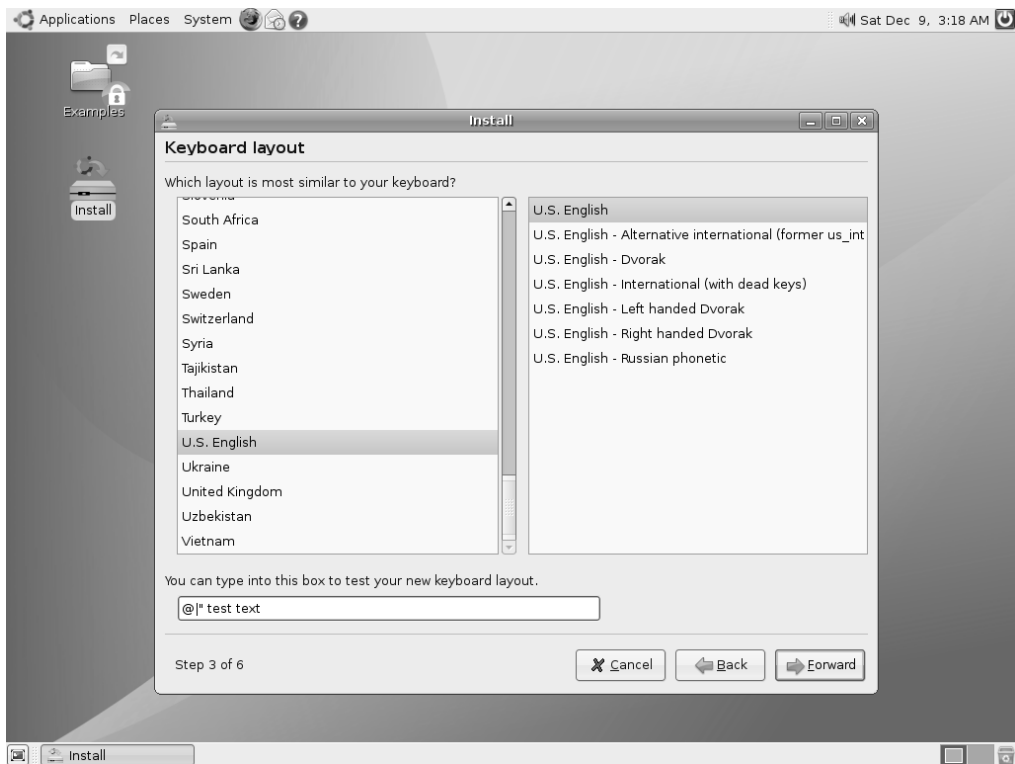 Applications Places System Sat Dec 9, 3:18 AM
Examples
Install
Install
Keyboard layout
Which layout is most similar to your keyboard?
Slovenia
South Africa
Spain
Sri Lanka
Sweden
Switzerland
Syria
Tajikistan
Thailand
Turkey
U.S. English
Ukraine
United Kingdom
Uzbekistan
Vietnam
U.S. English
U.S. English - Alternative international (former us_int
U.S. English - Dvorak
U.S. English - International (with dead keys)
U.S. English - Left handed Dvorak
U.S. English - Right handed Dvorak
U.S. English - Russian phonetic
You can type into this box to test your new keyboard layout.
@|" test text
Step 3 of 6 Cancel Back Forward
Install